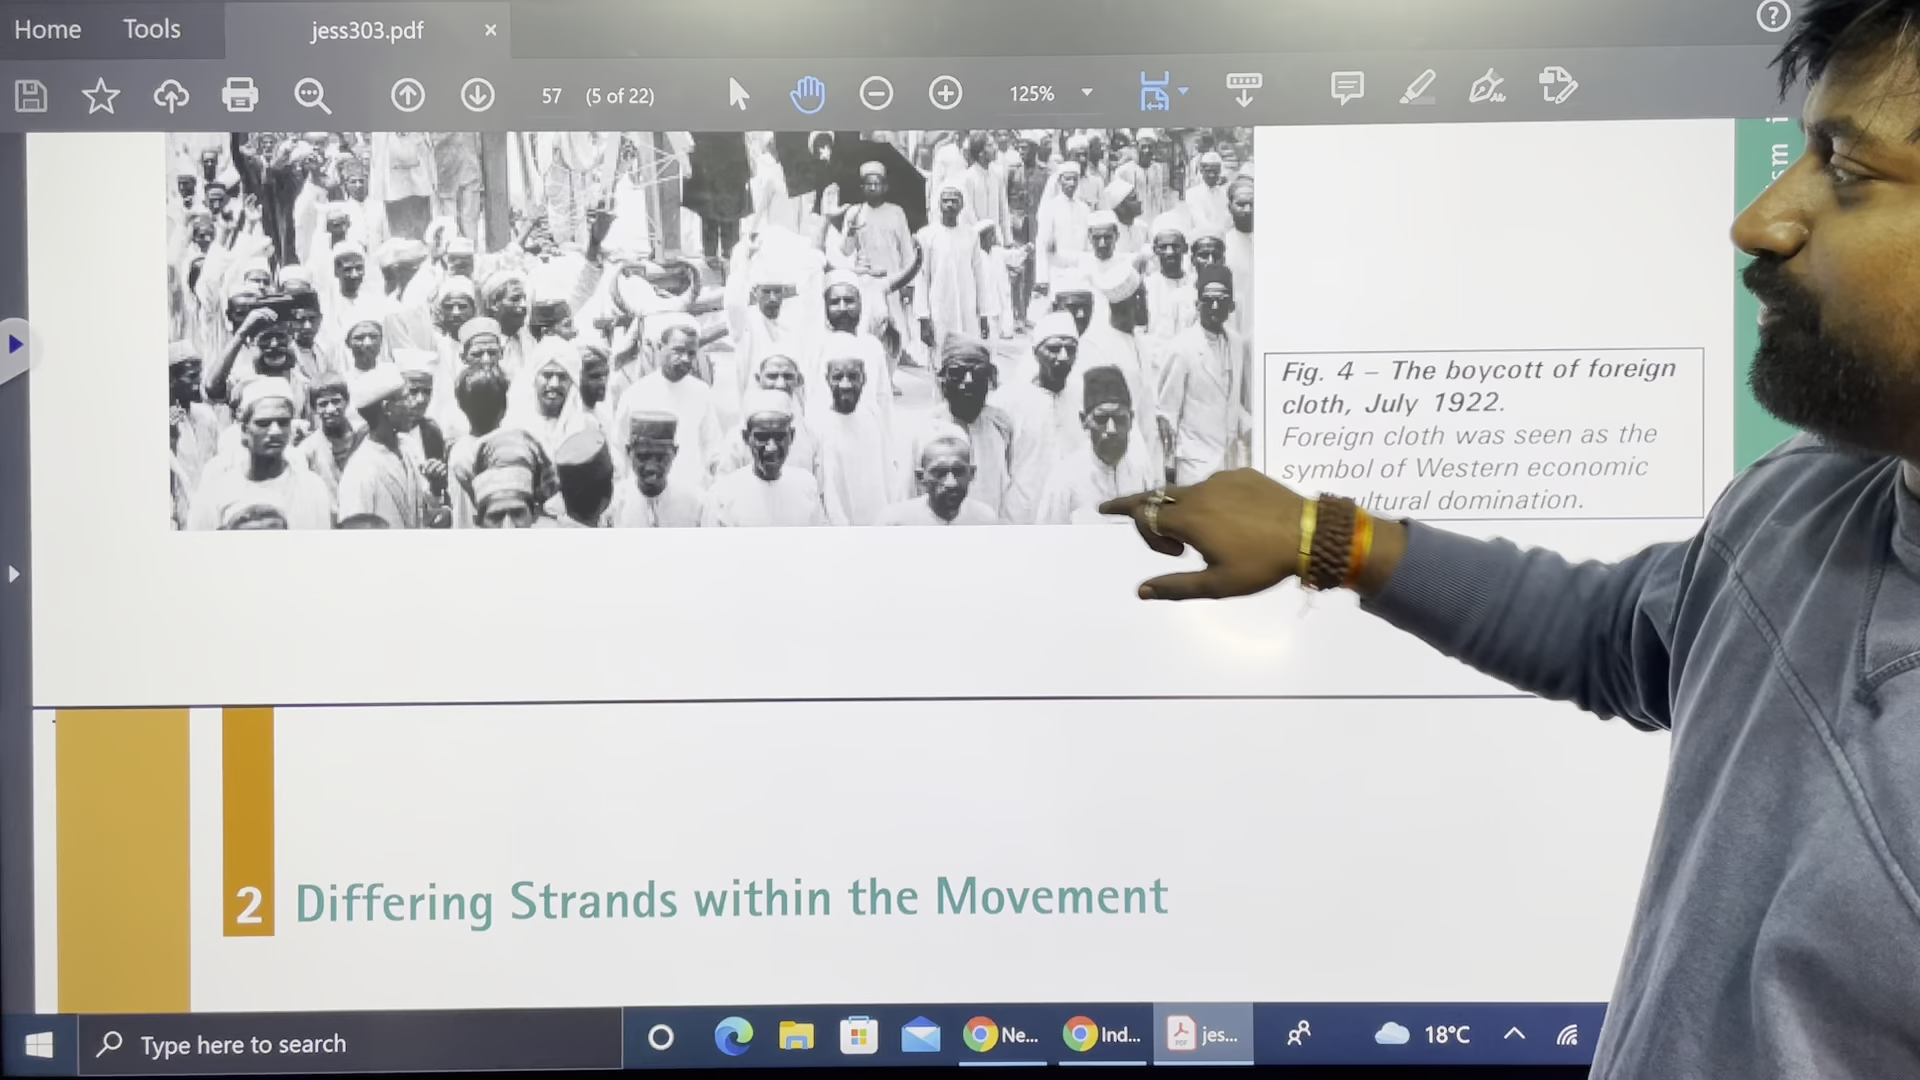 Home Tools jess303.pdf ×
57 (5 of 22) 125%
Fig. 4 – The boycott of foreign
cloth, July 1922.
Foreign cloth was seen as the
symbol of Western economic
cultural domination.
2 Differing Strands within the Movement
Type here to search
Ne... Ind... jes... 18°C